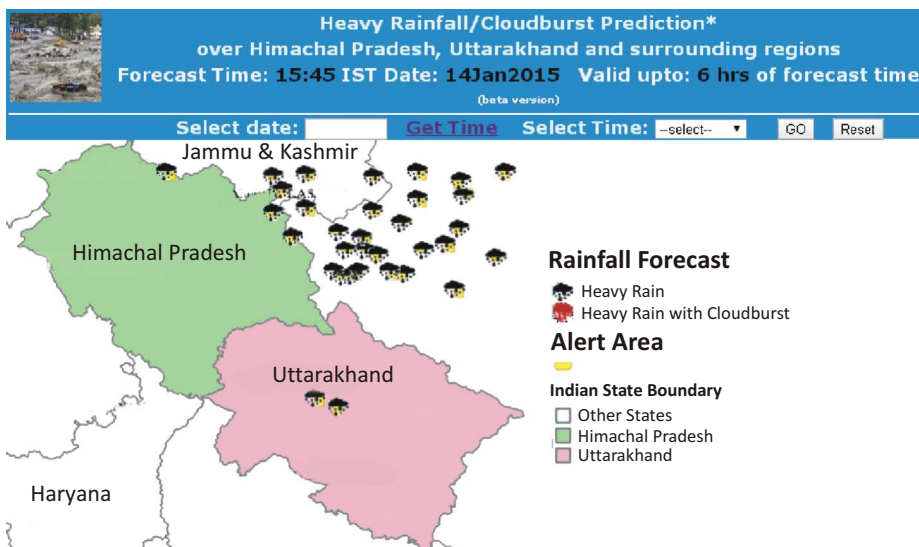 Heavy Rainfall/Cloudburst Prediction*
over Himachal Pradesh, Uttarakhand and surrounding regions
Forecast Time: 15:45 IST Date: 14Jan2015 Valid upto: 6 hrs of forecast time
(beta version)
Select date: Get Time Select Time: --select-- GO Reset
Jammu & Kashmir
Himachal Pradesh
Uttarakhand
Haryana
Rainfall Forecast
Heavy Rain
Heavy Rain with Cloudburst
Alert Area
Indian State Boundary
Other States
Himachal Pradesh
Uttarakhand